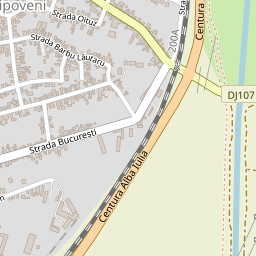 ipoveni
Strada Oituz
Strada Barbu Lăutaru
200A
Centura
DJ107
Strada București
Centura Alba Iulia